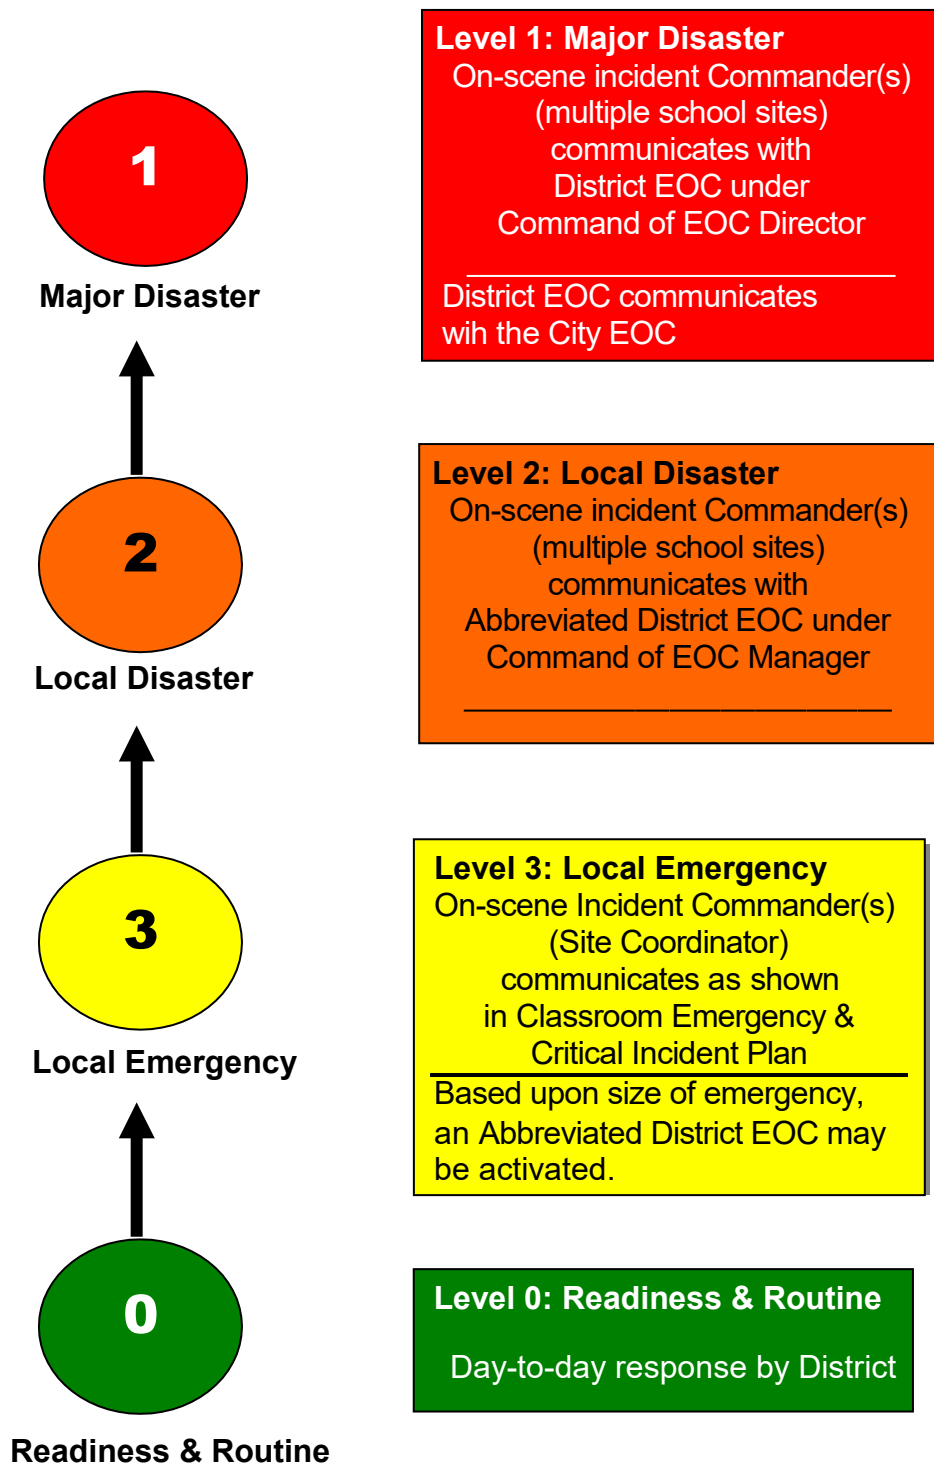 1
Major Disaster
Level 1: Major Disaster
On-scene incident Commander(s)
(multiple school sites)
communicates with
District EOC under
Command of EOC Director
District EOC communicates
wih the City EOC
2
Local Disaster
Level 2: Local Disaster
On-scene incident Commander(s)
(multiple school sites)
communicates with
Abbreviated District EOC under
Command of EOC Manager
3
Local Emergency
Level 3: Local Emergency
On-scene Incident Commander(s)
(Site Coordinator)
communicates as shown
in Classroom Emergency &
Critical Incident Plan
Based upon size of emergency,
an Abbreviated District EOC may
be activated.
0
Readiness & Routine
Level 0: Readiness & Routine
Day-to-day response by District